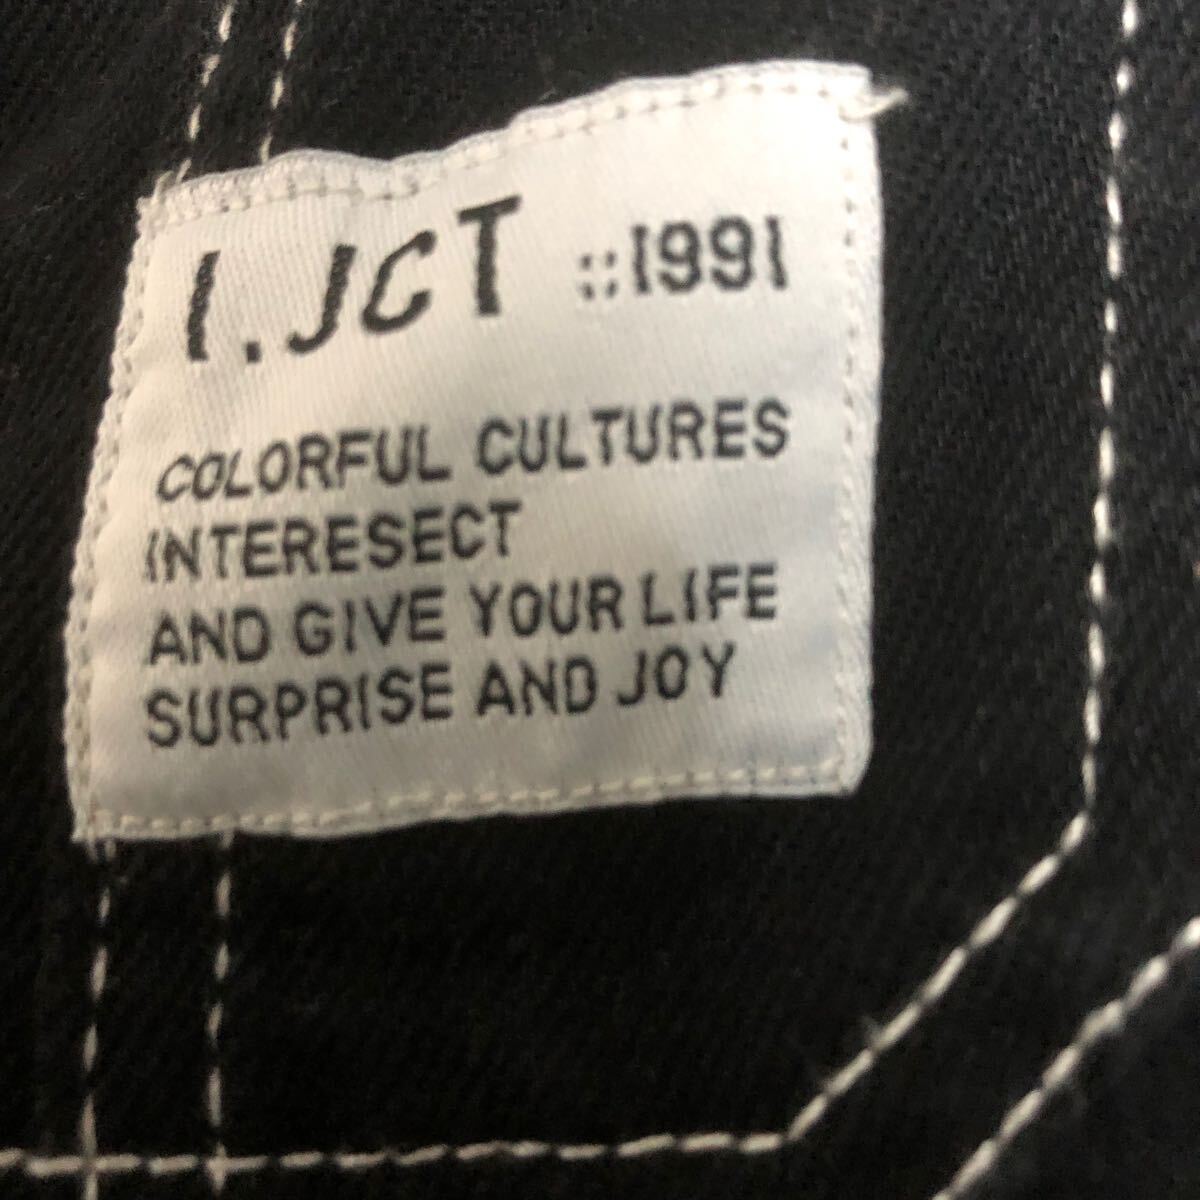 I.JCT ::1991
COLORFUL CULTURES
INTERESECT
AND GIVE YOUR LIFE
SURPRISE AND JOY